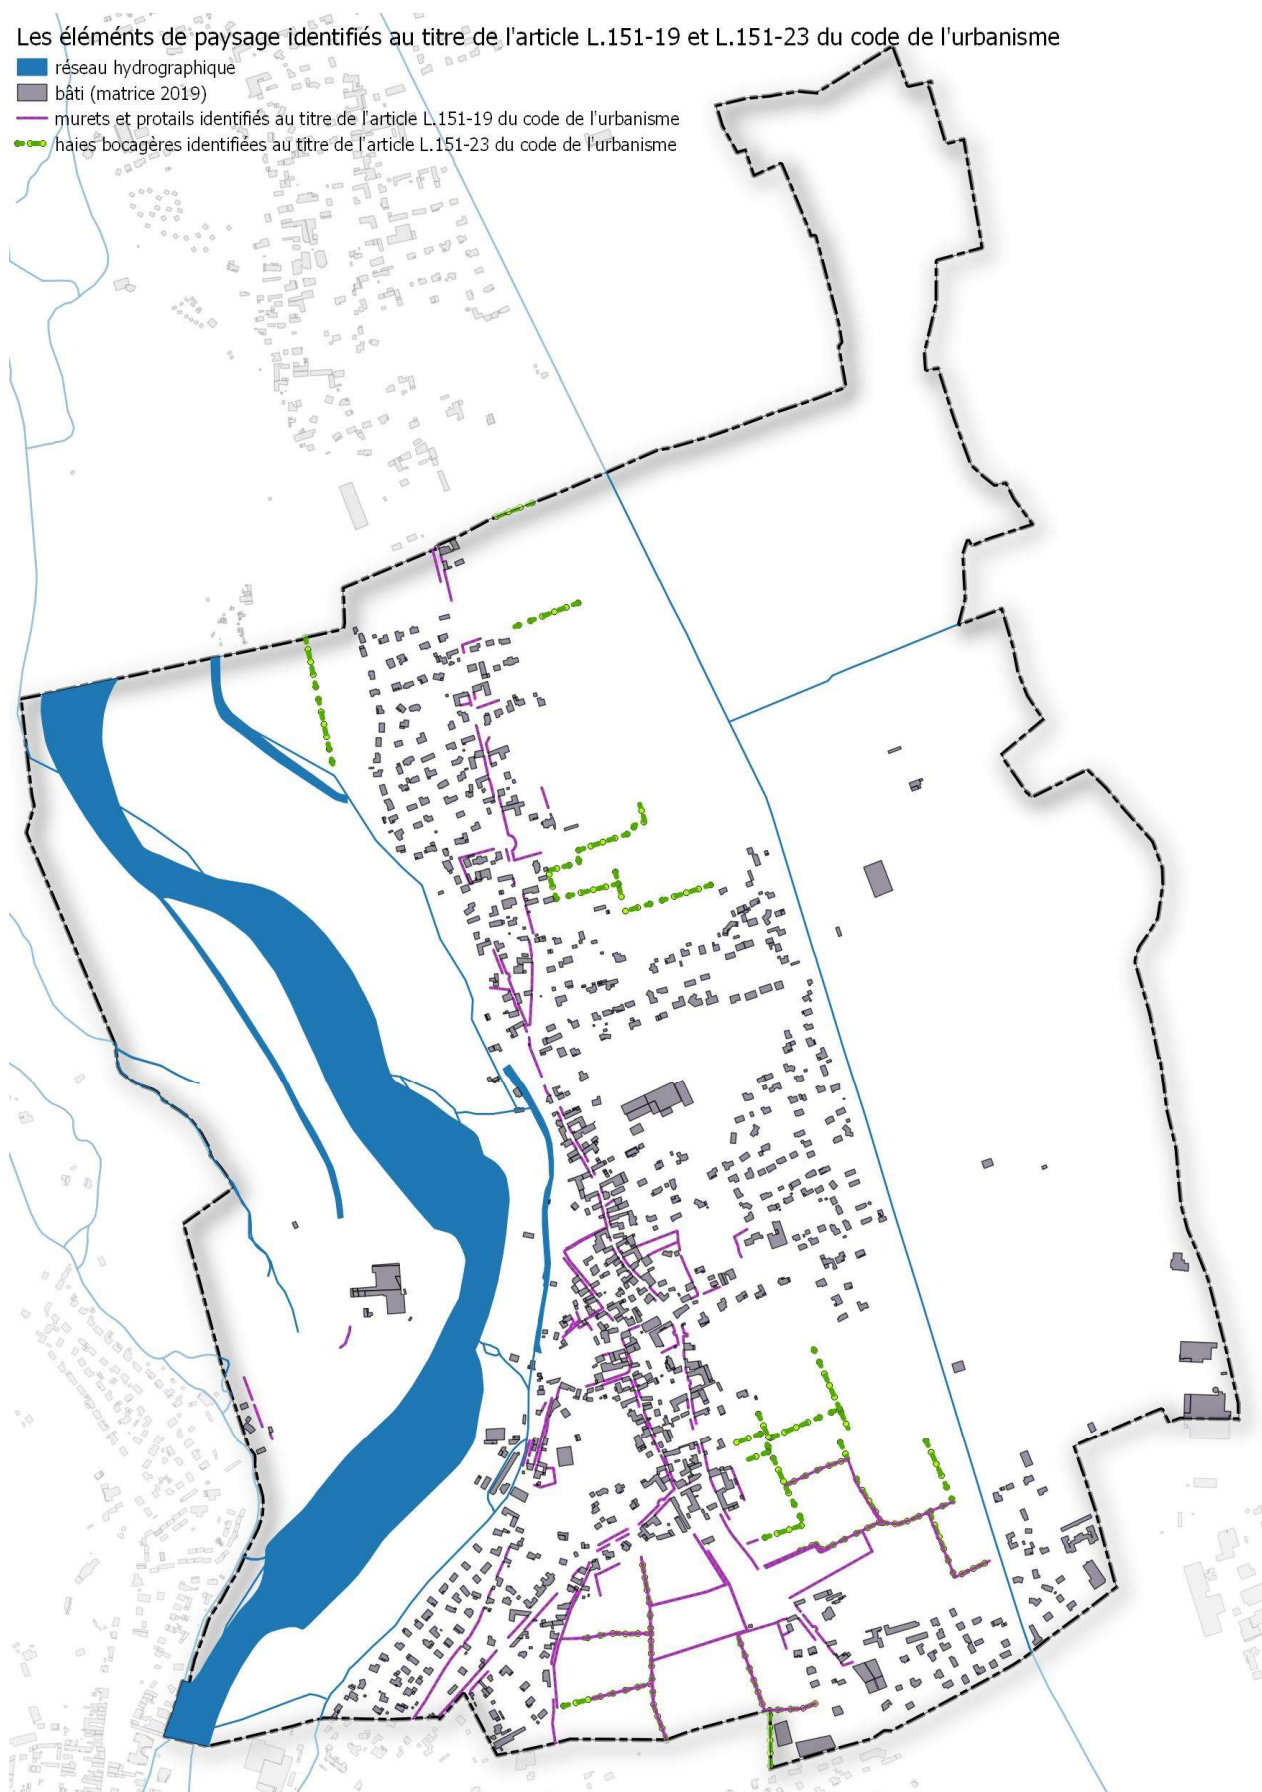 Les éléménts de paysage identifiés au titre de l'article L.151-19 et L.151-23 du code de l'urbanisme
réseau hydrographique
bâti (matrice 2019)
murets et protails identifiés au titre de l'article L.151-19 du code de l'urbanisme
haies bocagères identifiées au titre de l'article L.151-23 du code de l'urbanisme